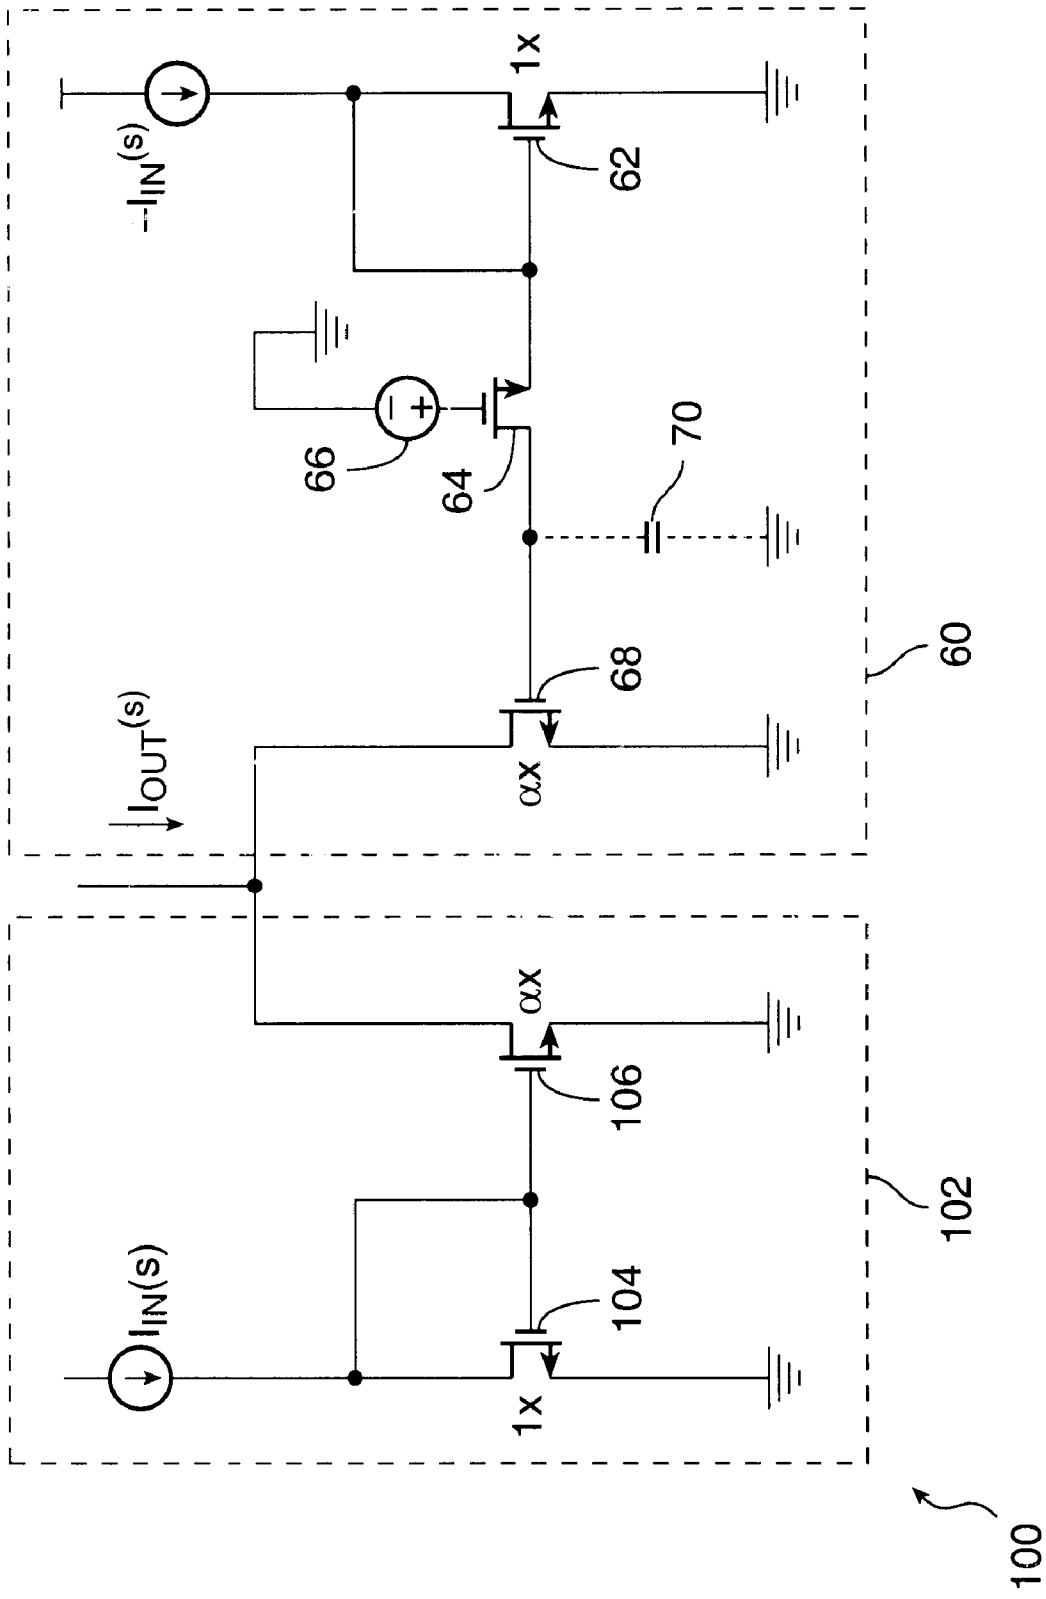 I_IN(s)
I_OUT(s)
--I_IN(s)
1x
αx
αx
1x
66
64
104
106
68
70
62
102
60
100